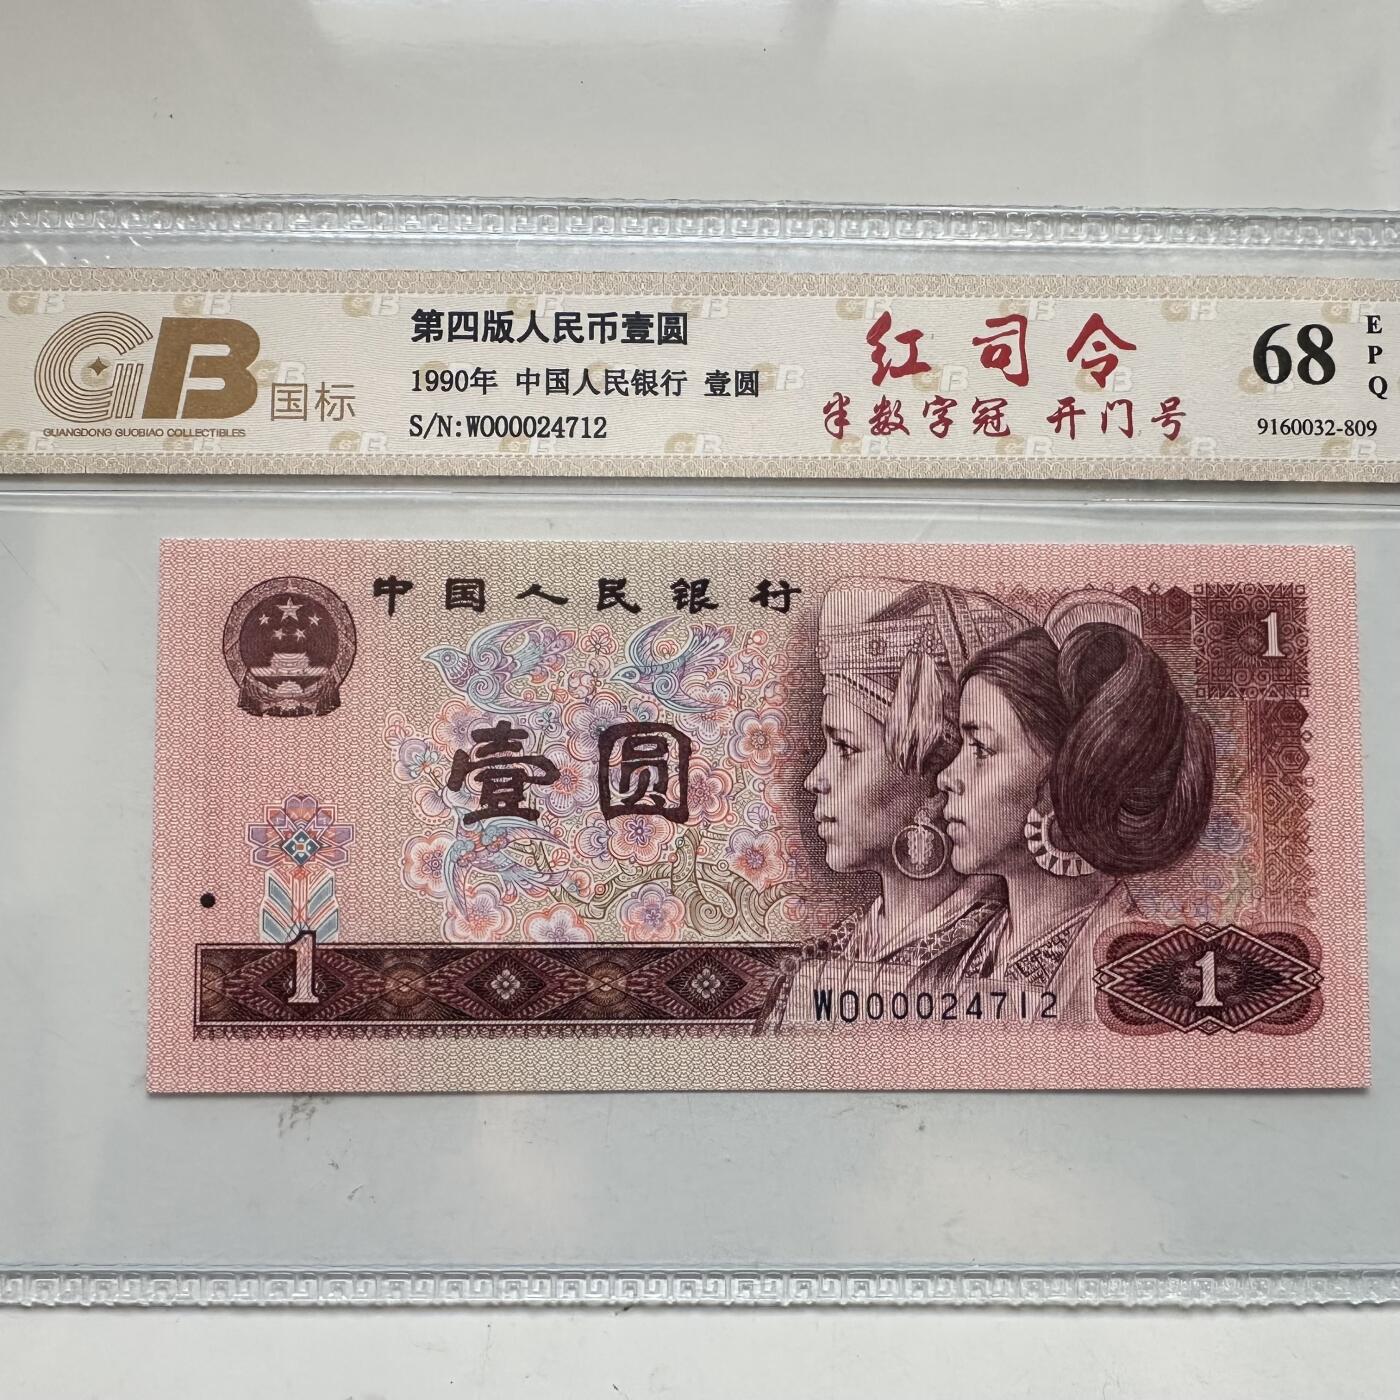 GB 国标
GUANGDONG GUOBIAO COLLECTIBLES
第四版人民币壹圆
1990年 中国人民银行 壹圆
S/N:WO00024712
红司令
半数字冠 开门号
68
EPQ
9160032-809
中国人民银行
1
壹圆
1
WO00024712
1